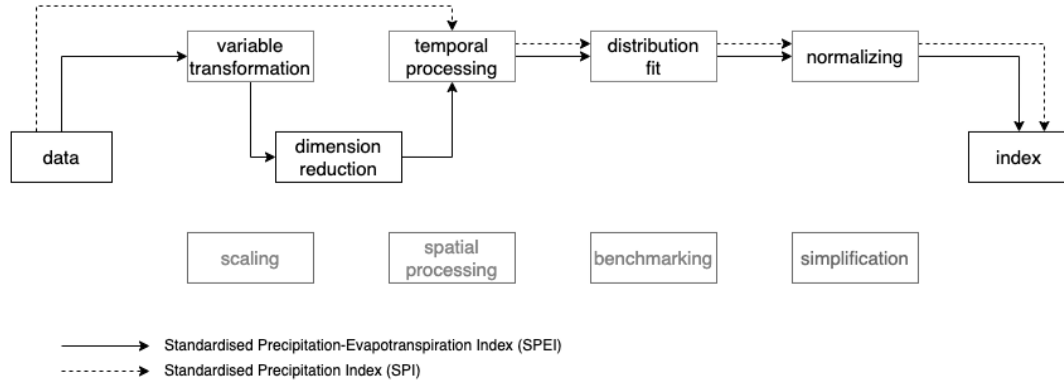 variable
transformation
temporal
processing
distribution
fit
normalizing
data
dimension
reduction
index
scaling
spatial
processing
benchmarking
simplification
Standardised Precipitation-Evapotranspiration Index (SPEI)
Standardised Precipitation Index (SPI)